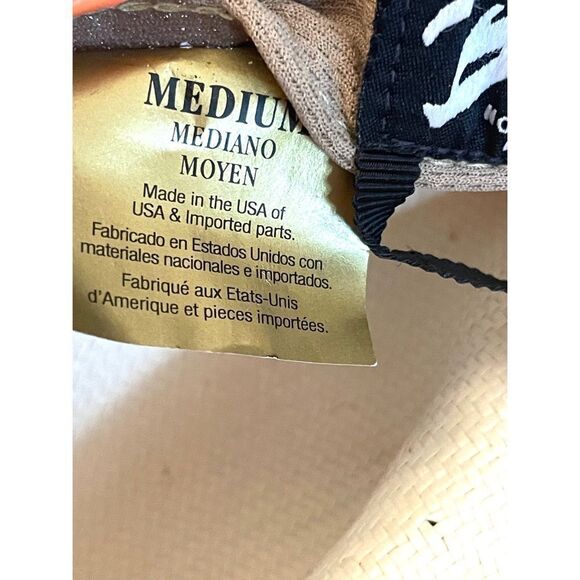 MEDIUM
MEDIANO
MOYEN
Made in the USA of
USA & Imported parts.
Fabricado en Estados Unidos con
materiales nacionales e importados.
Fabriqué aux Etats-Unis
d'Amerique et pieces importées.